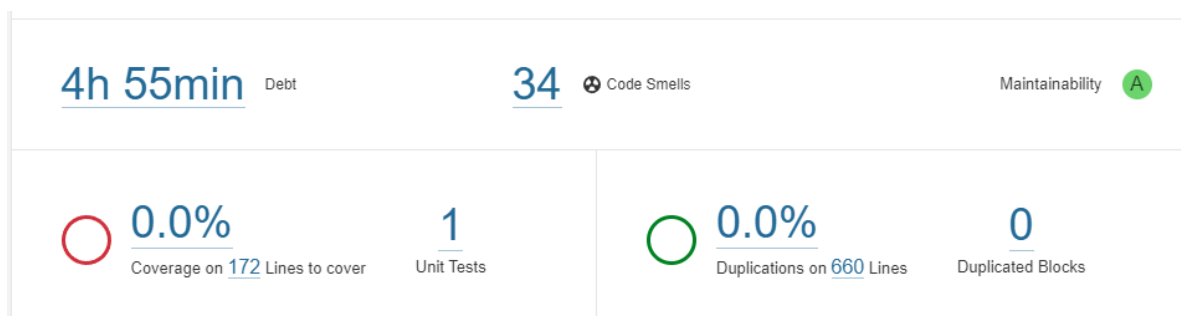 4h 55min Debt 34 Code Smells Maintainability A
0.0% 1 0.0% 0
Coverage on 172 Lines to cover Unit Tests Duplications on 660 Lines Duplicated Blocks